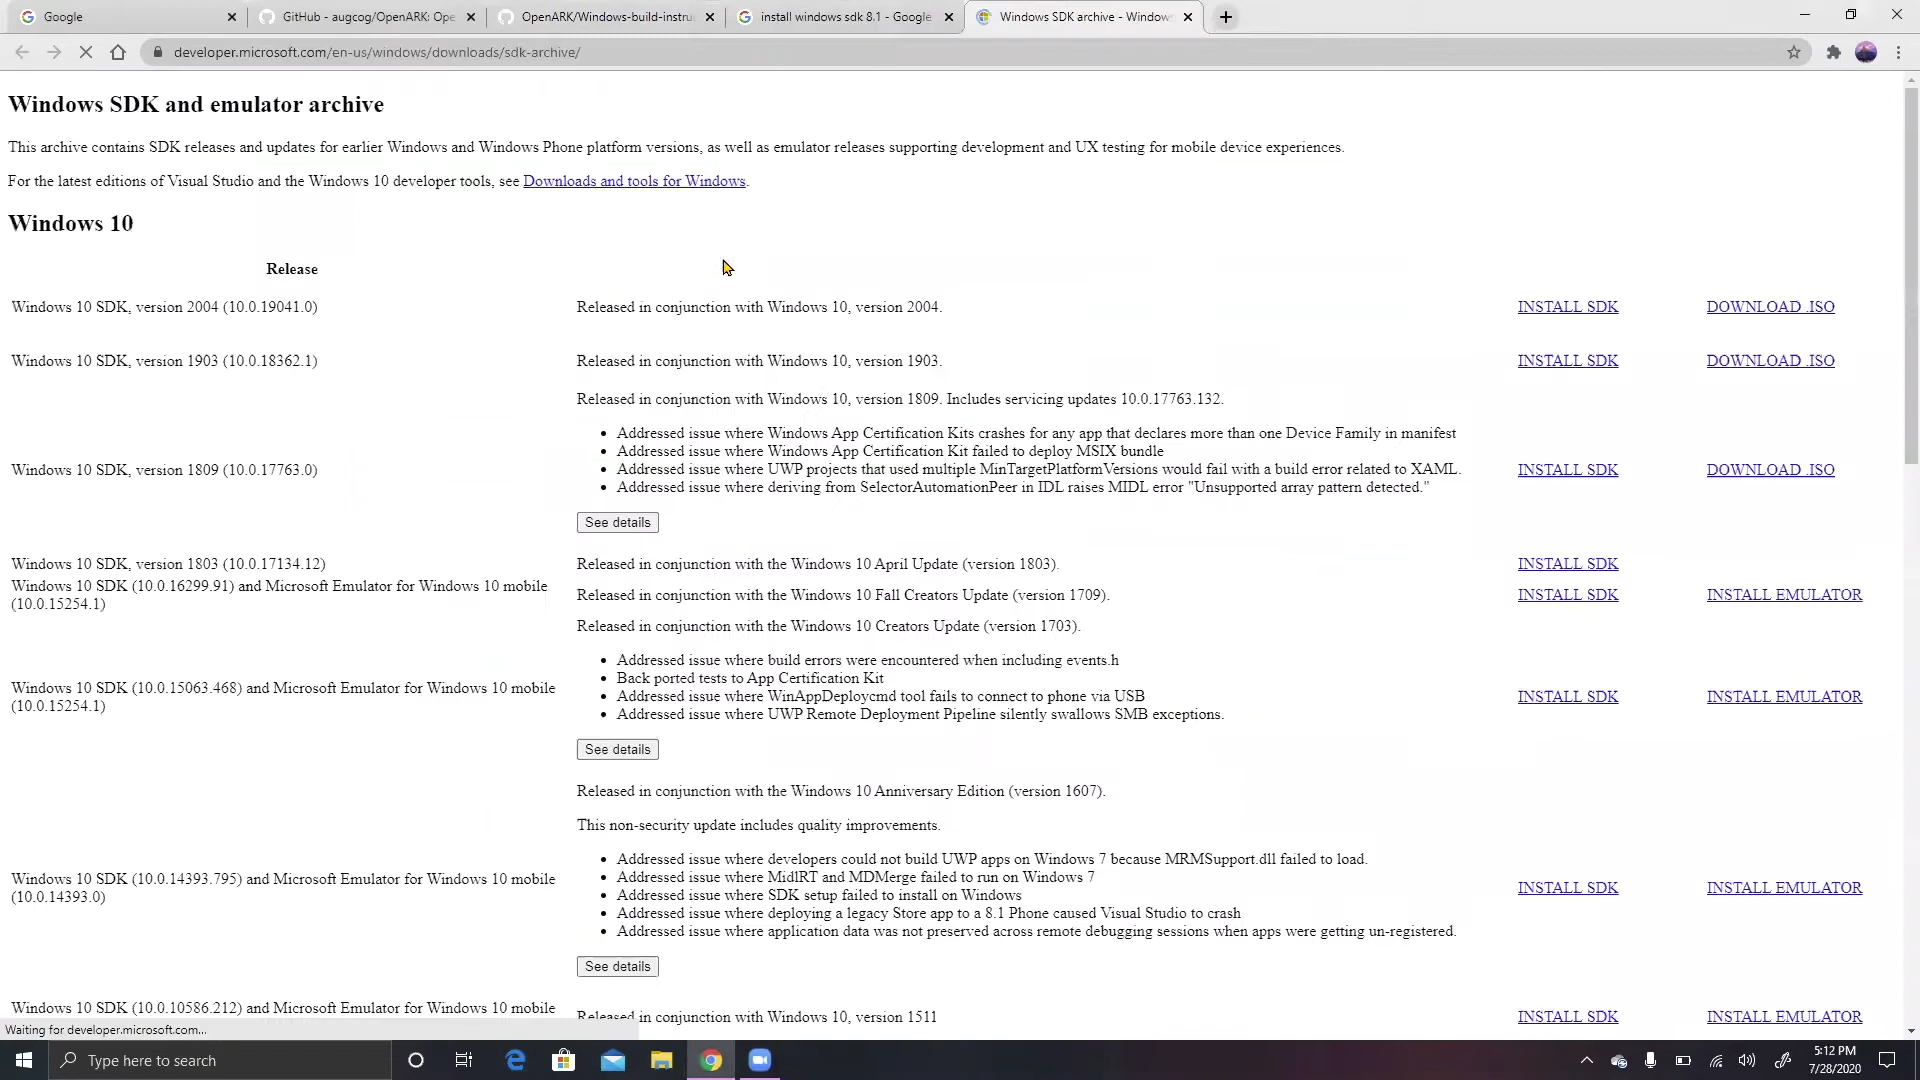 Google
GitHub - augcog/OpenARK: Ope
OpenARK/Windows-build-instru
install windows sdk 8.1 - Google
Windows SDK archive - Window
developer.microsoft.com/en-us/windows/downloads/sdk-archive/
Windows SDK and emulator archive
This archive contains SDK releases and updates for earlier Windows and Windows Phone platform versions, as well as emulator releases supporting development and UX testing for mobile device experiences.
For the latest editions of Visual Studio and the Windows 10 developer tools, see Downloads and tools for Windows.
Windows 10
Release
Windows 10 SDK, version 2004 (10.0.19041.0)
Released in conjunction with Windows 10, version 2004.
INSTALL SDK
DOWNLOAD .ISO
Windows 10 SDK, version 1903 (10.0.18362.1)
Released in conjunction with Windows 10, version 1903.
INSTALL SDK
DOWNLOAD .ISO
Windows 10 SDK, version 1809 (10.0.17763.0)
Released in conjunction with Windows 10, version 1809. Includes servicing updates 10.0.17763.132.
• Addressed issue where Windows App Certification Kits crashes for any app that declares more than one Device Family in manifest
• Addressed issue where Windows App Certification Kit failed to deploy MSIX bundle
• Addressed issue where UWP projects that used multiple MinTargetPlatformVersions would fail with a build error related to XAML.
• Addressed issue where deriving from SelectorAutomationPeer in IDL raises MIDL error "Unsupported array pattern detected."
See details
INSTALL SDK
DOWNLOAD .ISO
Windows 10 SDK, version 1803 (10.0.17134.12)
Released in conjunction with the Windows 10 April Update (version 1803).
INSTALL SDK
Windows 10 SDK (10.0.16299.91) and Microsoft Emulator for Windows 10 mobile
(10.0.15254.1)
Released in conjunction with the Windows 10 Fall Creators Update (version 1709).
INSTALL SDK
INSTALL EMULATOR
Windows 10 SDK (10.0.15063.468) and Microsoft Emulator for Windows 10 mobile
(10.0.15254.1)
Released in conjunction with the Windows 10 Creators Update (version 1703).
• Addressed issue where build errors were encountered when including events.h
• Back ported tests to App Certification Kit
• Addressed issue where WinAppDeploycmd tool fails to connect to phone via USB
• Addressed issue where UWP Remote Deployment Pipeline silently swallows SMB exceptions.
See details
INSTALL SDK
INSTALL EMULATOR
Windows 10 SDK (10.0.14393.795) and Microsoft Emulator for Windows 10 mobile
(10.0.14393.0)
Released in conjunction with the Windows 10 Anniversary Edition (version 1607).
This non-security update includes quality improvements.
• Addressed issue where developers could not build UWP apps on Windows 7 because MRMSupport.dll failed to load.
• Addressed issue where MidlRT and MDMerge failed to run on Windows 7
• Addressed issue where SDK setup failed to install on Windows
• Addressed issue where deploying a legacy Store app to a 8.1 Phone caused Visual Studio to crash
• Addressed issue where application data was not preserved across remote debugging sessions when apps were getting un-registered.
See details
INSTALL SDK
INSTALL EMULATOR
Windows 10 SDK (10.0.10586.212) and Microsoft Emulator for Windows 10 mobile
Released in conjunction with Windows 10, version 1511
INSTALL SDK
INSTALL EMULATOR
Waiting for developer.microsoft.com...
Type here to search
5:12 PM
7/28/2020